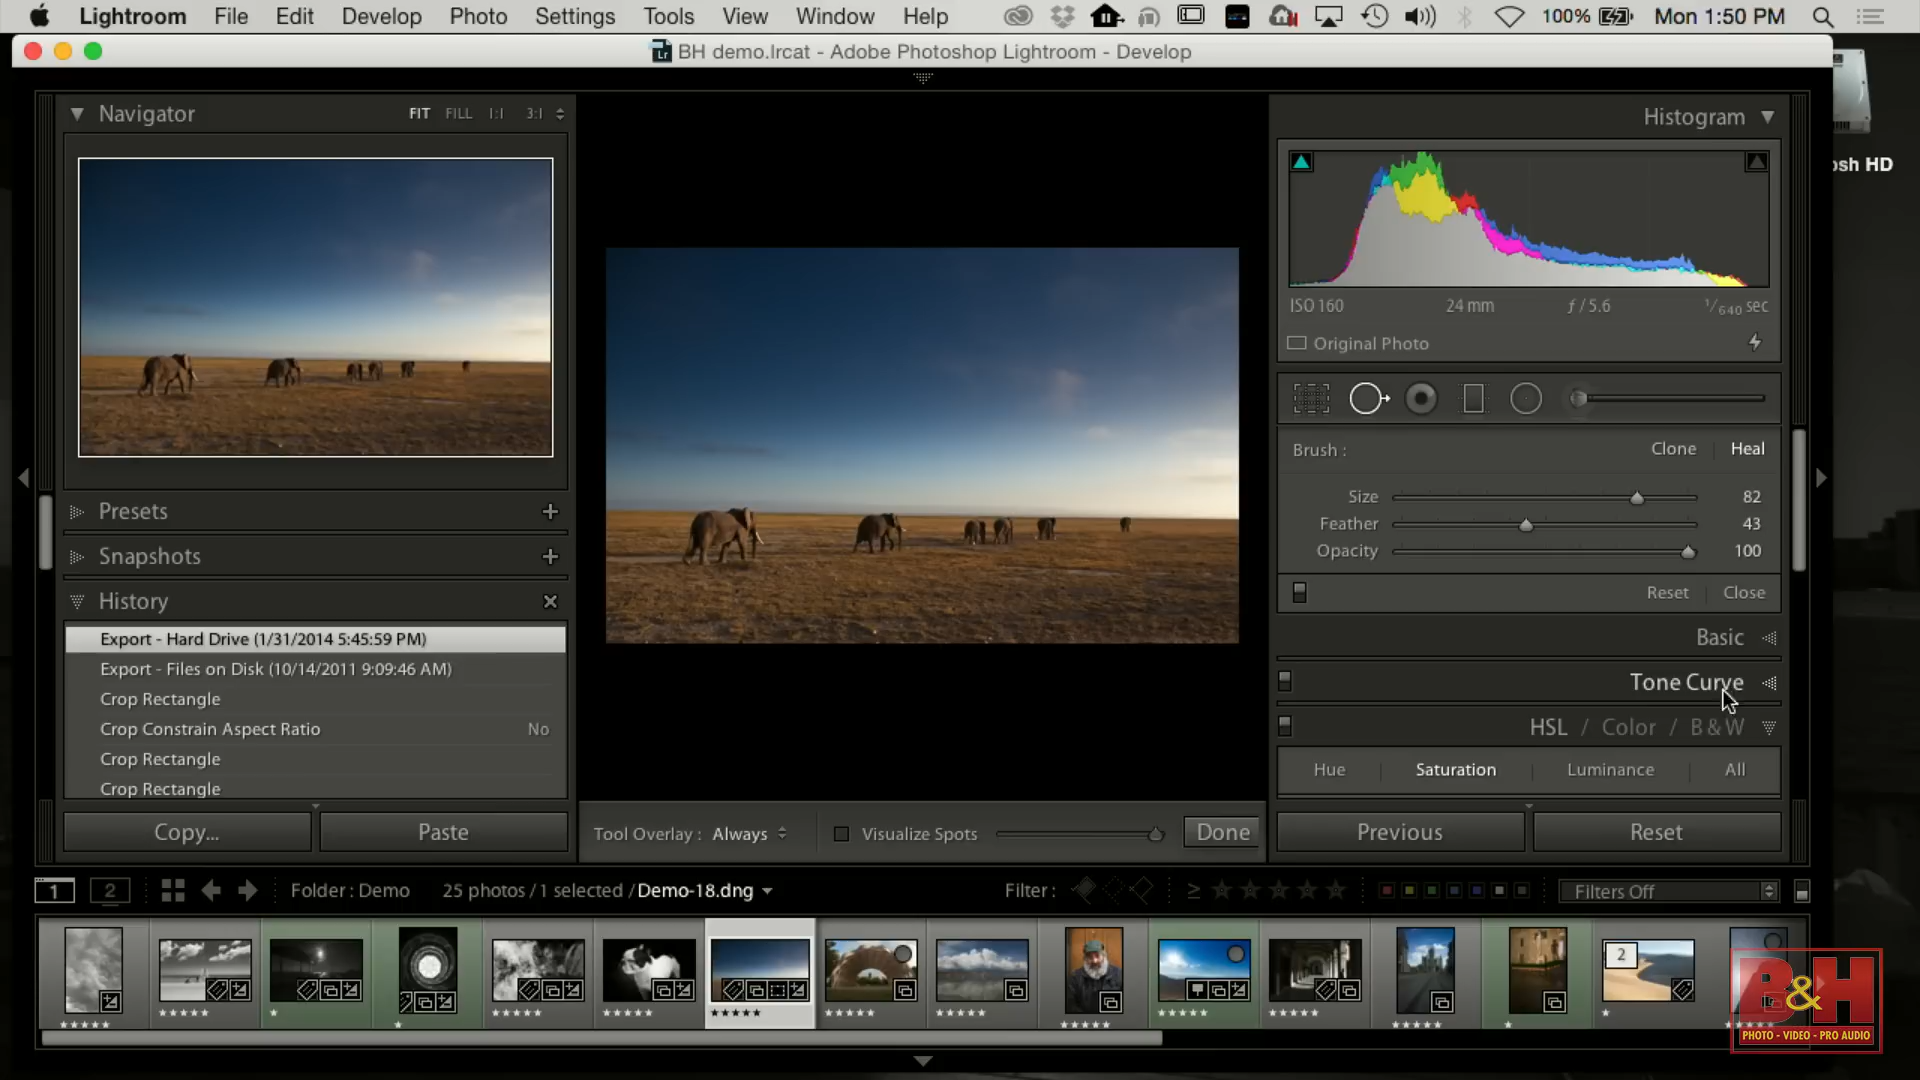 Lightroom File Edit Develop Photo Settings Tools View Window Help 100% Mon 1:50 PM
Lr BH demo.lrcat - Adobe Photoshop Lightroom - Develop
osh HD
Navigator FIT FILL 1:1 3:1
Presets
Snapshots
History
Export - Hard Drive (1/31/2014 5:45:59 PM)
Export - Files on Disk (10/14/2011 9:09:46 AM)
Crop Rectangle
Crop Constrain Aspect Ratio No
Crop Rectangle
Crop Rectangle
Copy... Paste
Tool Overlay : Always Visualize Spots Done
Histogram
ISO 160 24 mm ƒ / 5.6 1/640 sec
Original Photo
Brush : Clone Heal
Size 82
Feather 43
Opacity 100
Reset Close
Basic
Tone Curve
HSL / Color / B & W
Hue Saturation Luminance All
Previous Reset
1 2 Folder : Demo 25 photos / 1 selected / Demo-18.dng Filter : ≥ Filters Off
2
B&H
PHOTO - VIDEO - PRO AUDIO